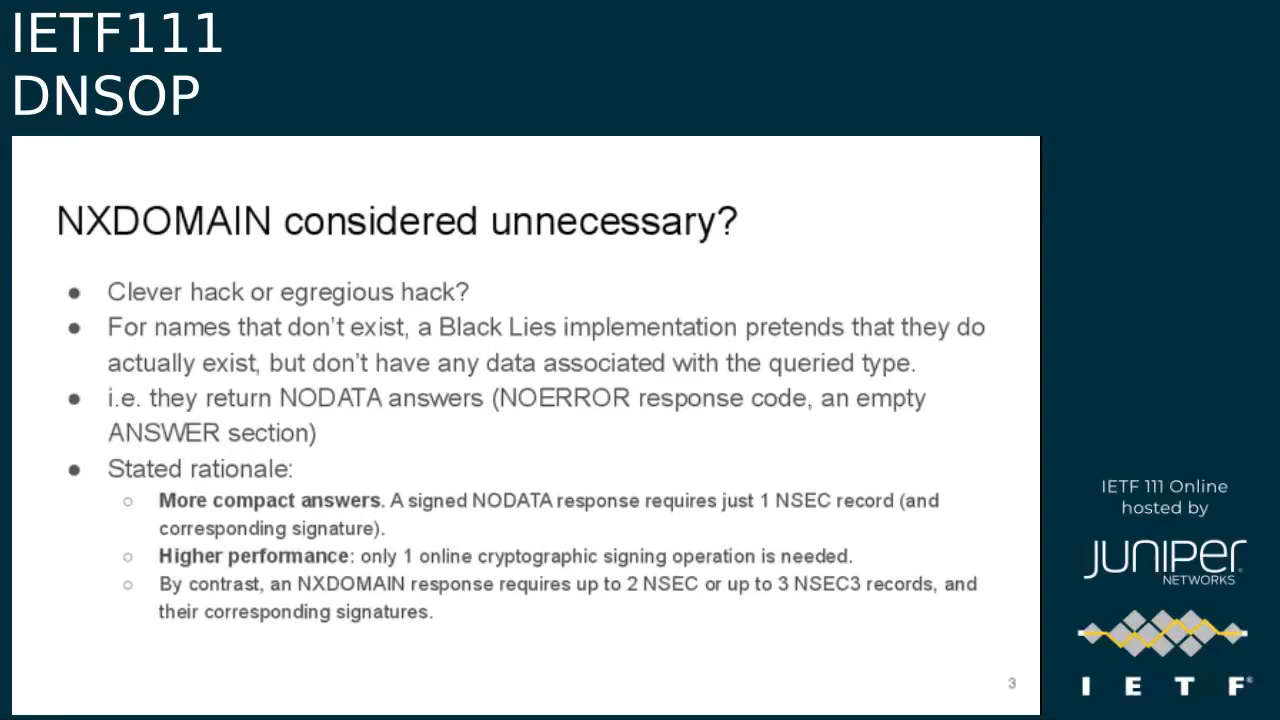 IETF111
DNSOP
NXDOMAIN considered unnecessary?
● Clever hack or egregious hack?
● For names that don't exist, a Black Lies implementation pretends that they do
actually exist, but don't have any data associated with the queried type.
● i.e. they return NODATA answers (NOERROR response code, an empty
ANSWER section)
● Stated rationale:
○ More compact answers. A signed NODATA response requires just 1 NSEC record (and
corresponding signature).
○ Higher performance: only 1 online cryptographic signing operation is needed.
○ By contrast, an NXDOMAIN response requires up to 2 NSEC or up to 3 NSEC3 records, and
their corresponding signatures.
3
IETF 111 Online
hosted by
JUNIPER
NETWORKS
I E T F®